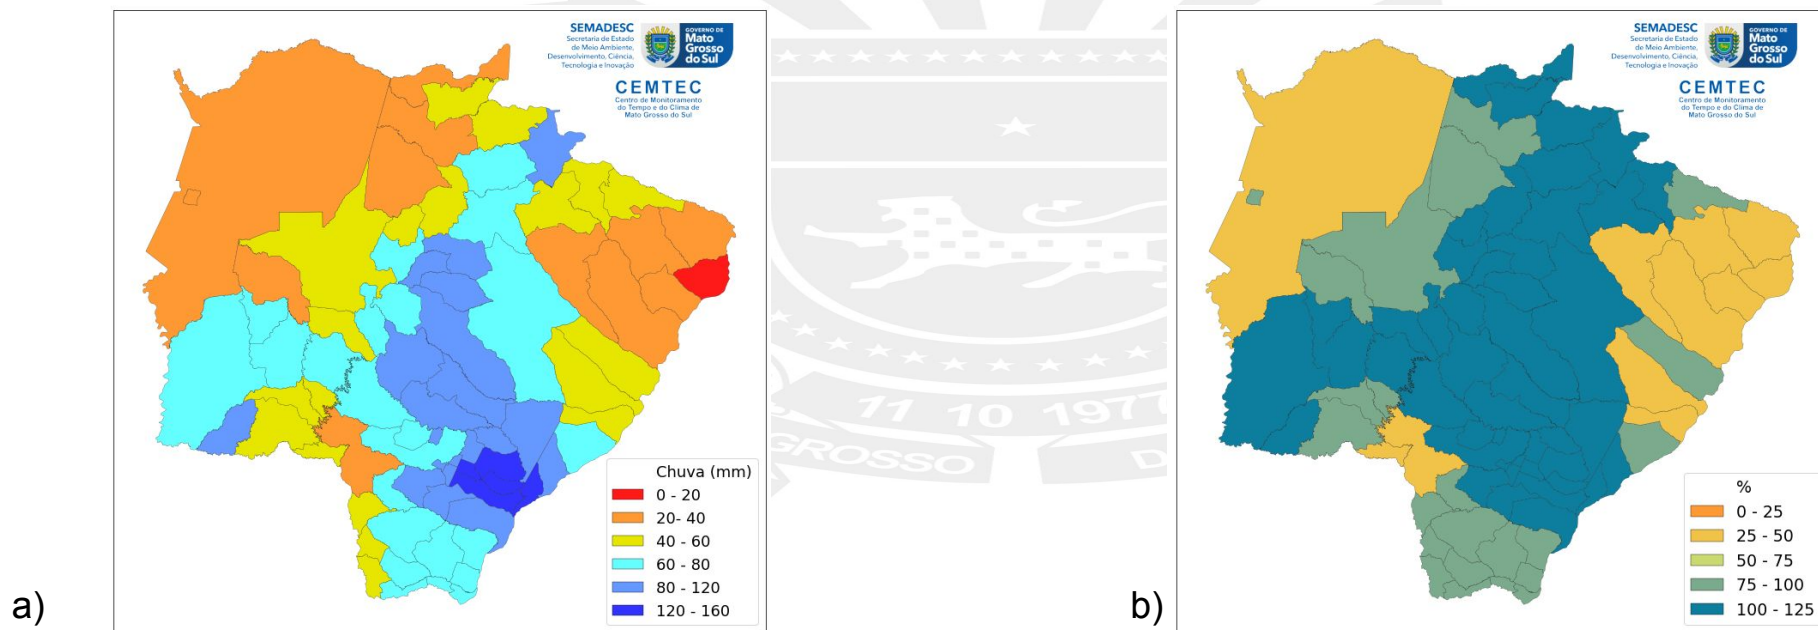 SEMADESC
Secretaria de Estado
de Meio Ambiente,
Desenvolvimento, Ciência,
Tecnologia e Inovação
GOVERNO DE
Mato
Grosso
do Sul
CEMTEC
Centro de Monitoramento
do Tempo e do Clima de
Mato Grosso do Sul
Chuva (mm)
0 - 20
20- 40
40 - 60
60 - 80
80 - 120
120 - 160
a)
11 10 1977
GROSSO
D
SEMADESC
Secretaria de Estado
de Meio Ambiente,
Desenvolvimento, Ciência,
Tecnologia e Inovação
GOVERNO DE
Mato
Grosso
do Sul
CEMTEC
Centro de Monitoramento
do Tempo e do Clima de
Mato Grosso do Sul
%
0 - 25
25 - 50
50 - 75
75 - 100
100 - 125
b)